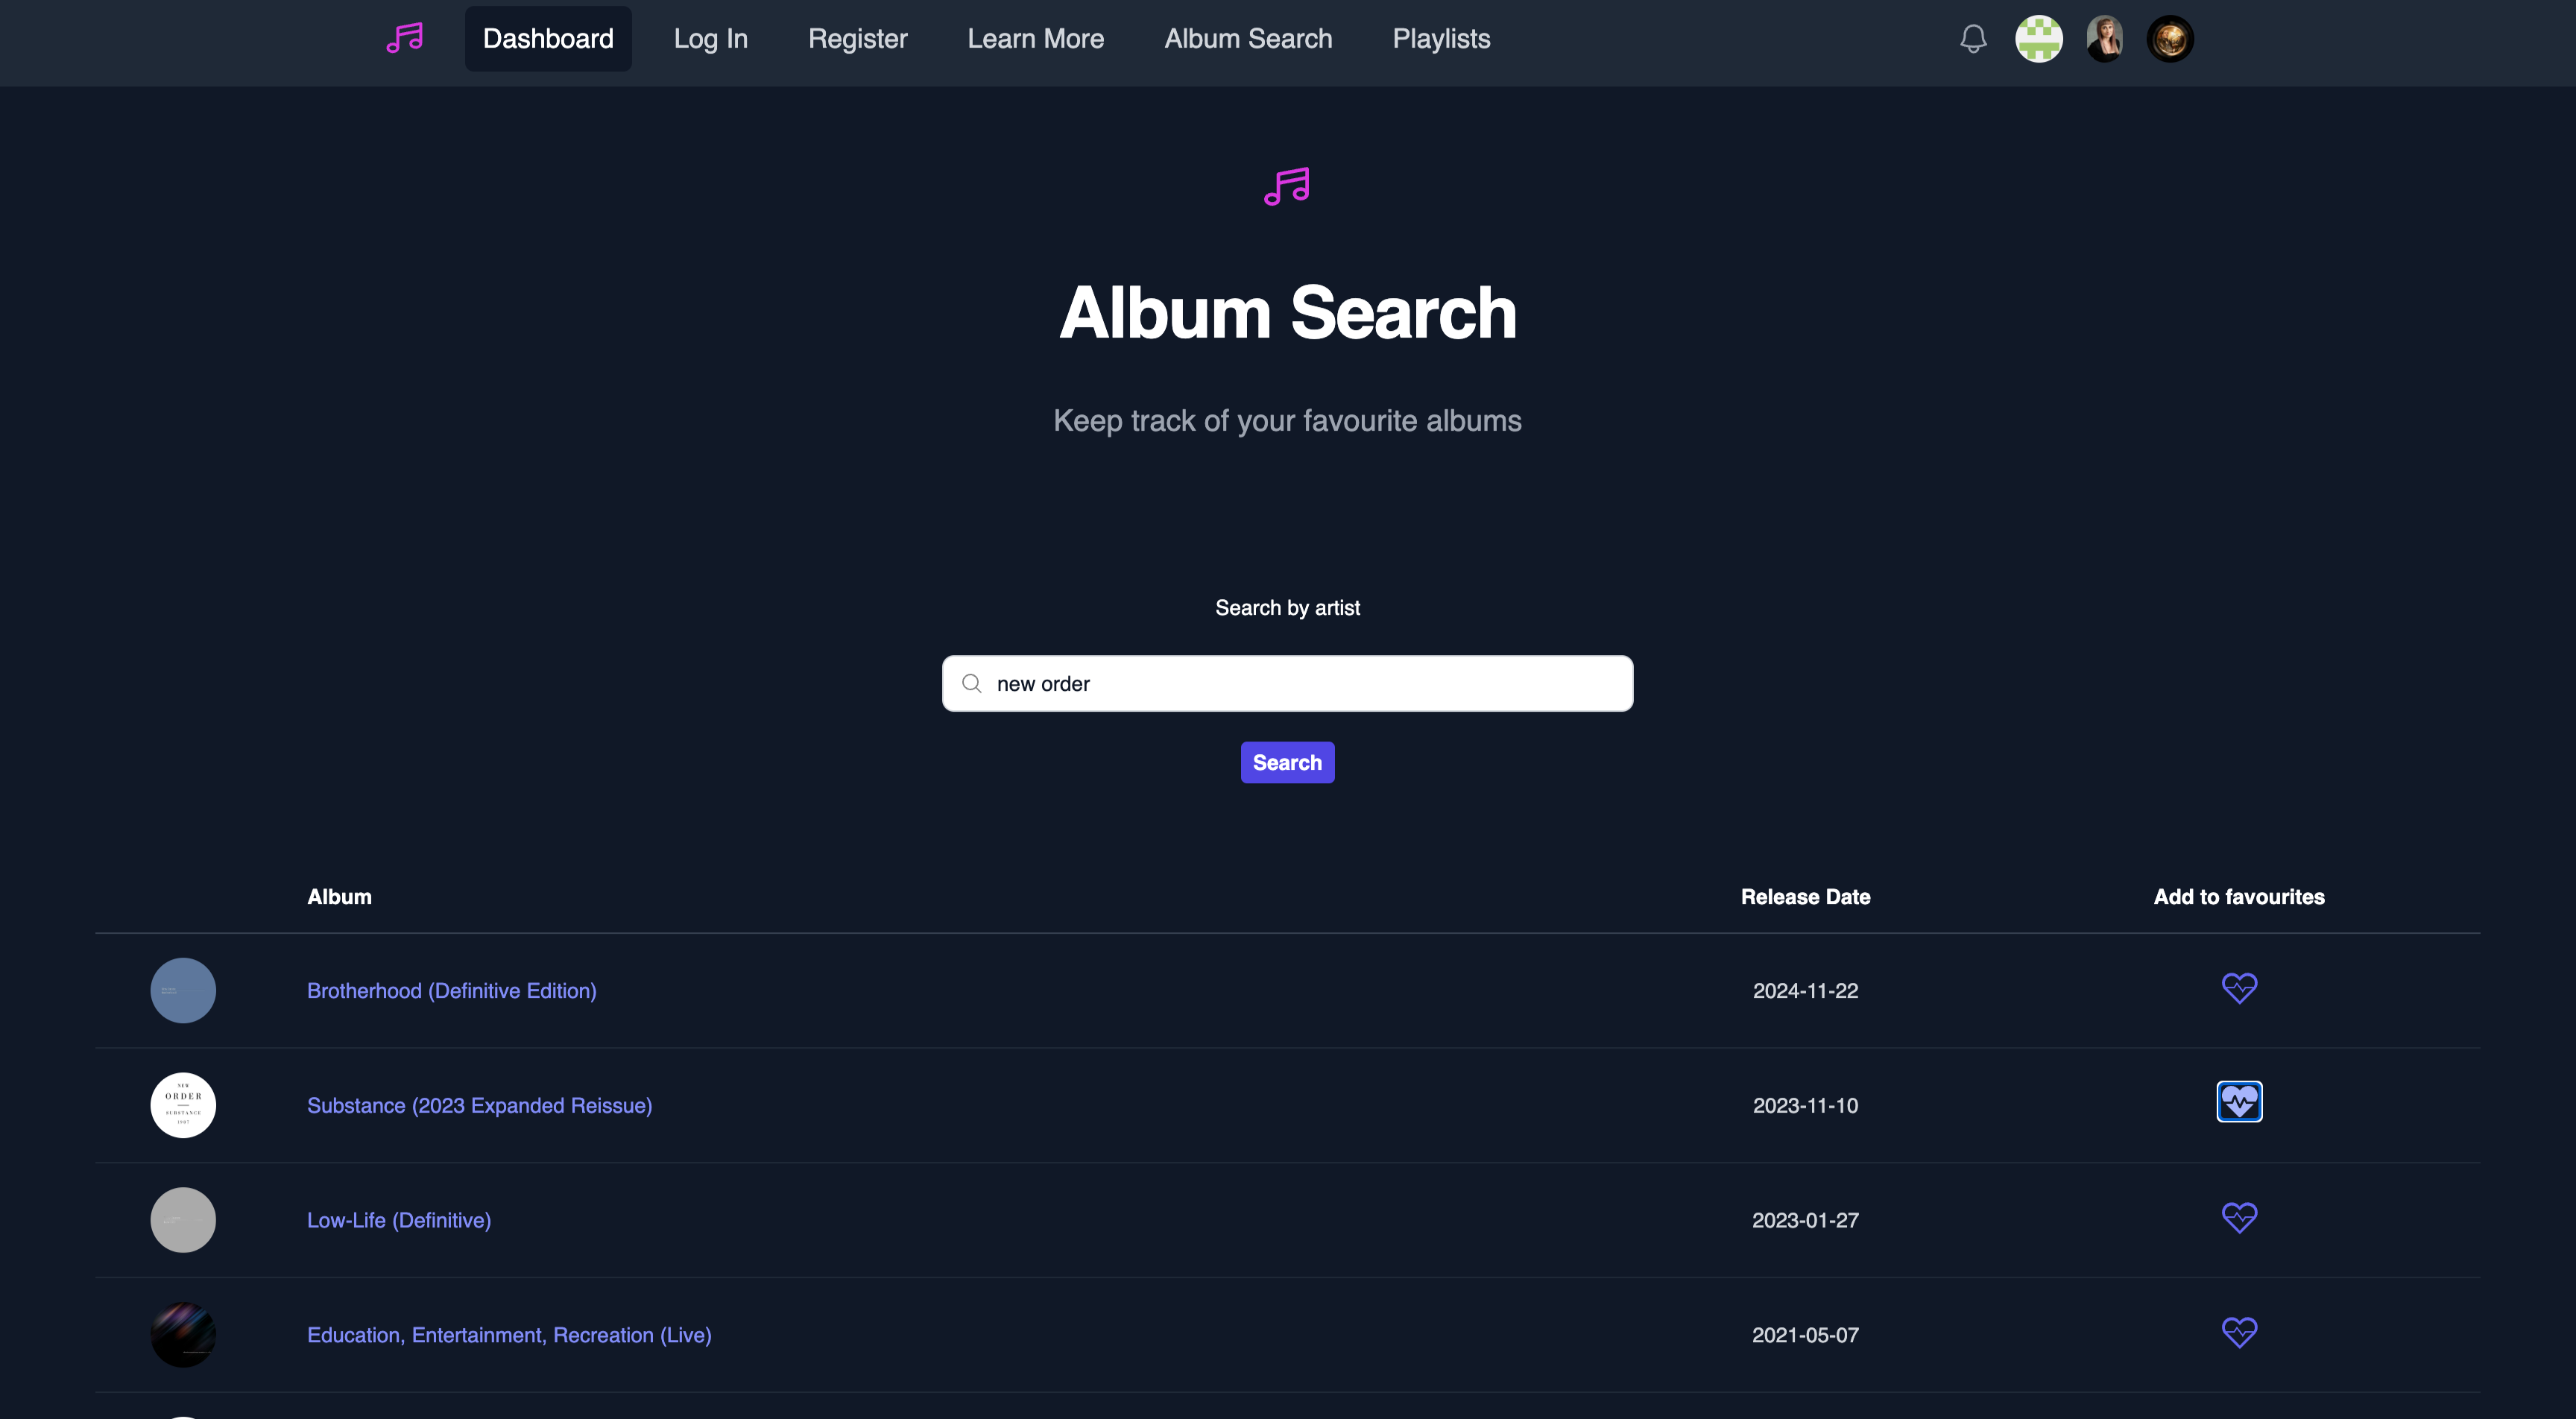 Dashboard Log In Register Learn More Album Search Playlists
Album Search
Keep track of your favourite albums
Search by artist
new order
Search
Album Release Date Add to favourites
Brotherhood (Definitive Edition) 2024-11-22
NEW
ORDER
SUBSTANCE
1987
Substance (2023 Expanded Reissue) 2023-11-10
Low-Life (Definitive) 2023-01-27
Education, Entertainment, Recreation (Live) 2021-05-07